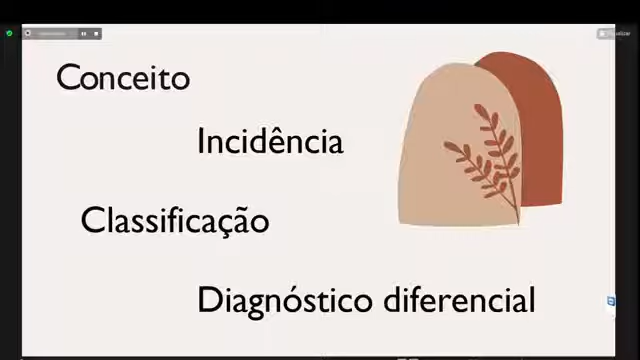 Conceito
Incidência
Classificação
Diagnóstico diferencial